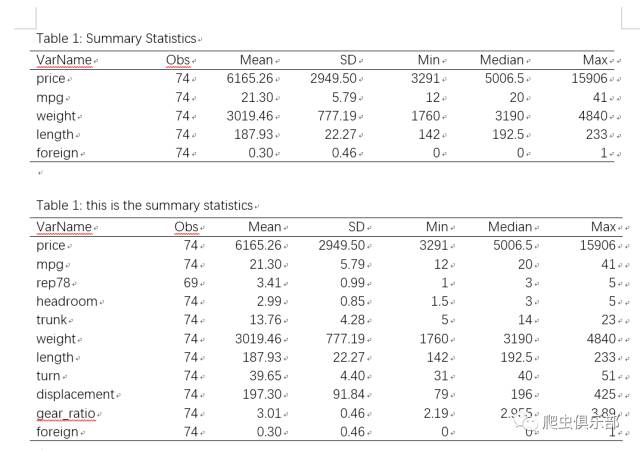 Table 1: Summary Statistics
VarName Obs Mean SD Min Median Max
price 74 6165.26 2949.50 3291 5006.5 15906
mpg 74 21.30 5.79 12 20 41
weight 74 3019.46 777.19 1760 3190 4840
length 74 187.93 22.27 142 192.5 233
foreign 74 0.30 0.46 0 0 1
Table 1: this is the summary statistics
VarName Obs Mean SD Min Median Max
price 74 6165.26 2949.50 3291 5006.5 15906
mpg 74 21.30 5.79 12 20 41
rep78 69 3.41 0.99 1 3 5
headroom 74 2.99 0.85 1.5 3 5
trunk 74 13.76 4.28 5 14 23
weight 74 3019.46 777.19 1760 3190 4840
length 74 187.93 22.27 142 192.5 233
turn 74 39.65 4.40 31 40 51
displacement 74 197.30 91.84 79 196 425
gear_ratio 74 3.01 0.46 2.19 2.955 3.89
foreign 74 0.30 0.46 0 0 1
爬虫俱乐部